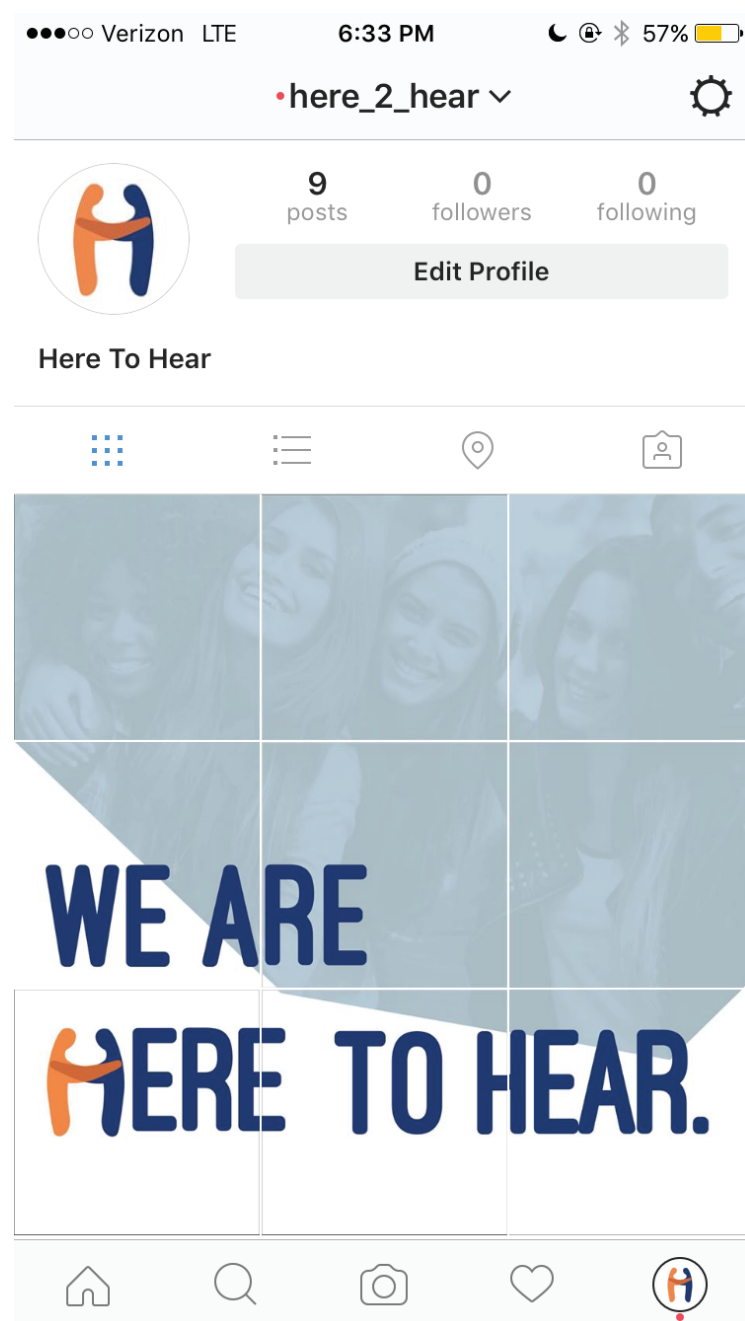 Verizon LTE 6:33 PM 57%
here_2_hear
9 0 0
posts followers following
Edit Profile
Here To Hear
WE ARE
HERE TO HEAR.